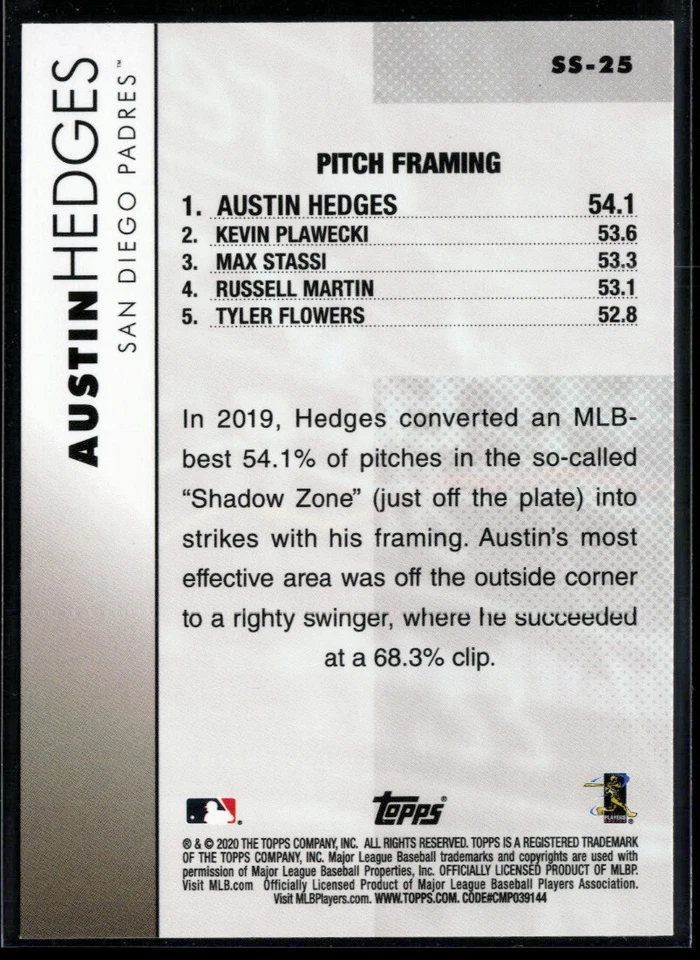 SS-25
AUSTIN HEDGES
SAN DIEGO PADRES™
PITCH FRAMING
1. AUSTIN HEDGES 54.1
2. KEVIN PLAWECKI 53.6
3. MAX STASSI 53.3
4. RUSSELL MARTIN 53.1
5. TYLER FLOWERS 52.8
In 2019, Hedges converted an MLB-
best 54.1% of pitches in the so-called
“Shadow Zone” (just off the plate) into
strikes with his framing. Austin’s most
effective area was off the outside corner
to a righty swinger, where he succeeded
at a 68.3% clip.
Topps®
PLAYERS
® & © 2020 THE TOPPS COMPANY, INC. ALL RIGHTS RESERVED. TOPPS IS A REGISTERED TRADEMARK
OF THE TOPPS COMPANY, INC. Major League Baseball trademarks and copyrights are used with
permission of Major League Baseball Properties, Inc. OFFICIALLY LICENSED PRODUCT OF MLBP.
Visit MLB.com Officially Licensed Product of Major League Baseball Players Association.
Visit MLBPlayers.com. WWW.TOPPS.COM. CODE#CMP039144